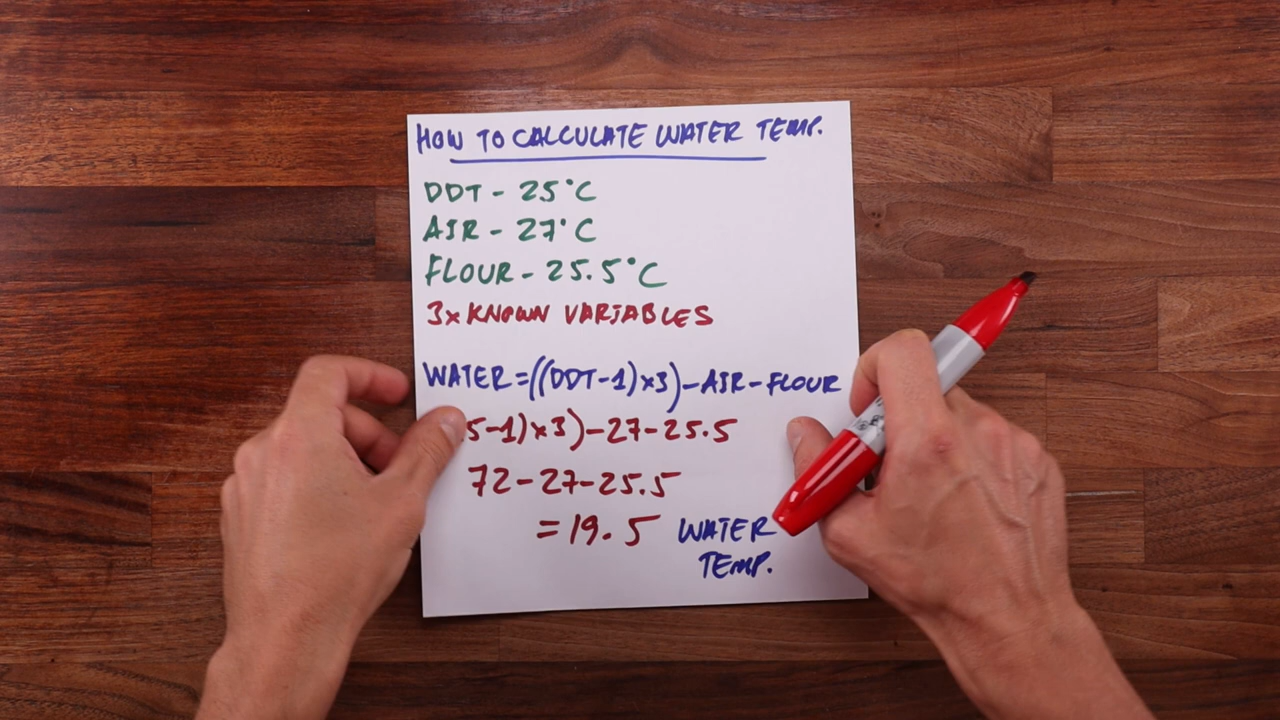 HOW TO CALCULATE WATER TEMP.
DDT - 25°C
AIR - 27°C
FLOUR - 25.5°C
3x KNOWN VARIABLES
WATER=((DDT-1)x3)-AIR-FLOUR
5-1)x3)-27-25.5
72-27-25.5
=19.5 WATER
TEMP.